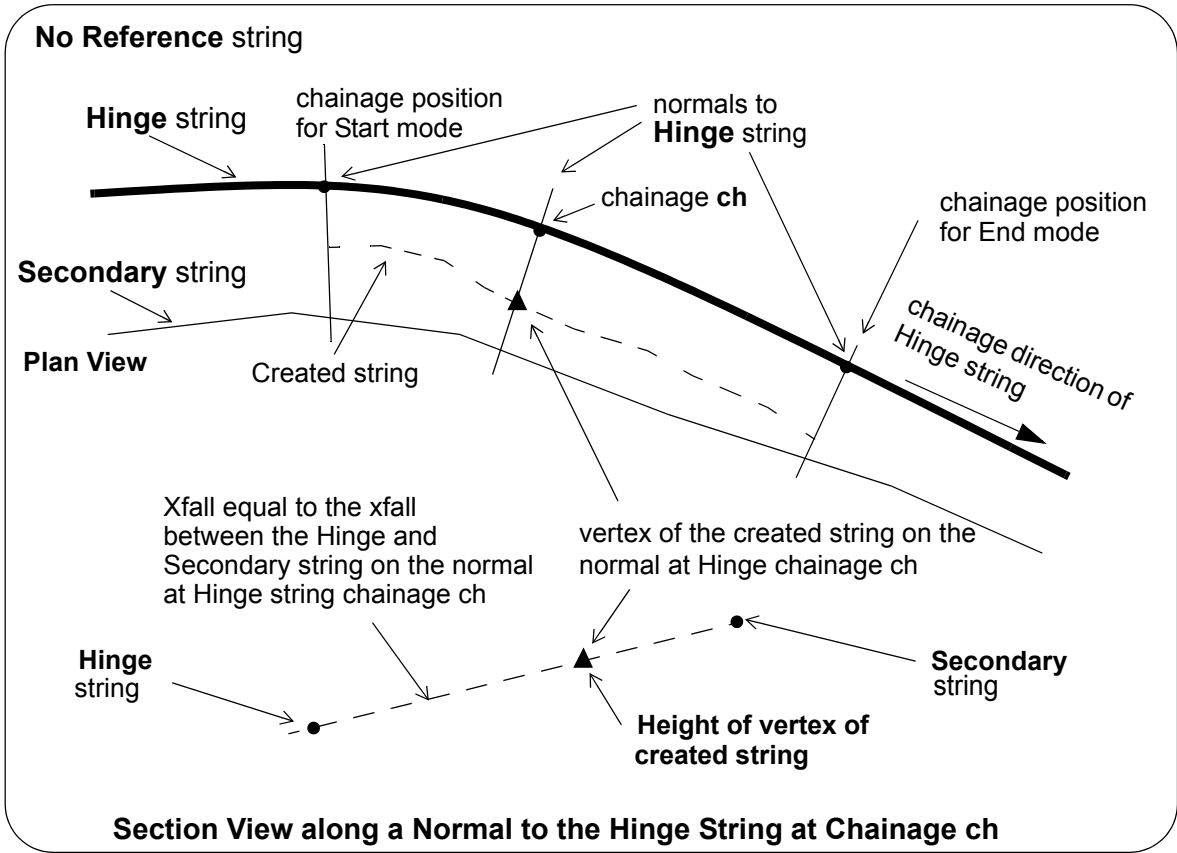 No Reference string
chainage position
for Start mode
normals to
Hinge string
Hinge string
chainage ch
chainage position
for End mode
Secondary string
chainage direction of
Hinge string
Plan View
Created string
Xfall equal to the xfall
between the Hinge and
Secondary string on the normal
at Hinge string chainage ch
vertex of the created string on the
normal at Hinge chainage ch
Hinge
string
Secondary
string
Height of vertex of
created string
Section View along a Normal to the Hinge String at Chainage ch